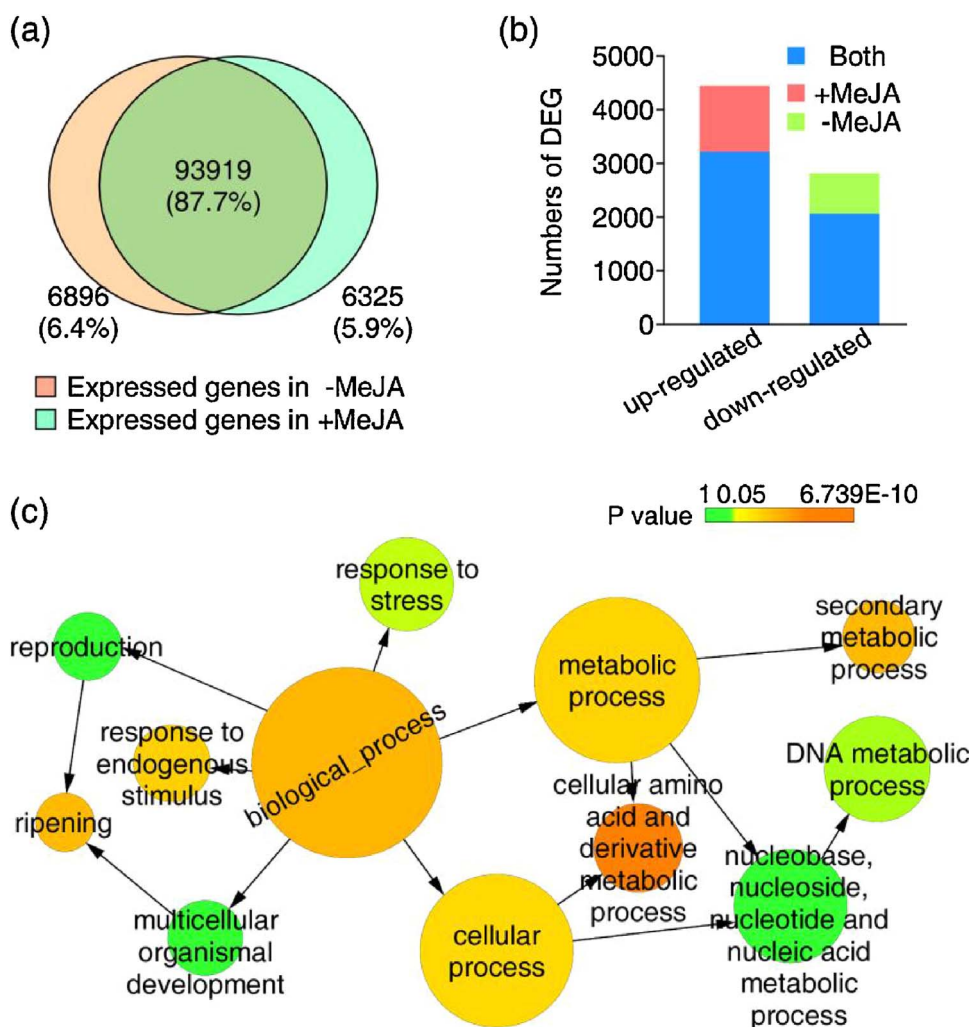 (a)
93919
(87.7%)
6896
(6.4%)
6325
(5.9%)
Expressed genes in -MeJA
Expressed genes in +MeJA
(b)
Both
+MeJA
-MeJA
Numbers of DEG
5000
4000
3000
2000
1000
0
up-regulated
down-regulated
(c)
P value
1 0.05 6.739E-10
response to
stress
reproduction
response to
endogenous
stimulus
ripening
biological_process
multicellular
organismal
development
metabolic
process
secondary
metabolic
process
cellular amino
acid and
derivative
metabolic
process
DNA metabolic
process
cellular
process
nucleobase,
nucleoside,
nucleotide and
nucleic acid
metabolic
process